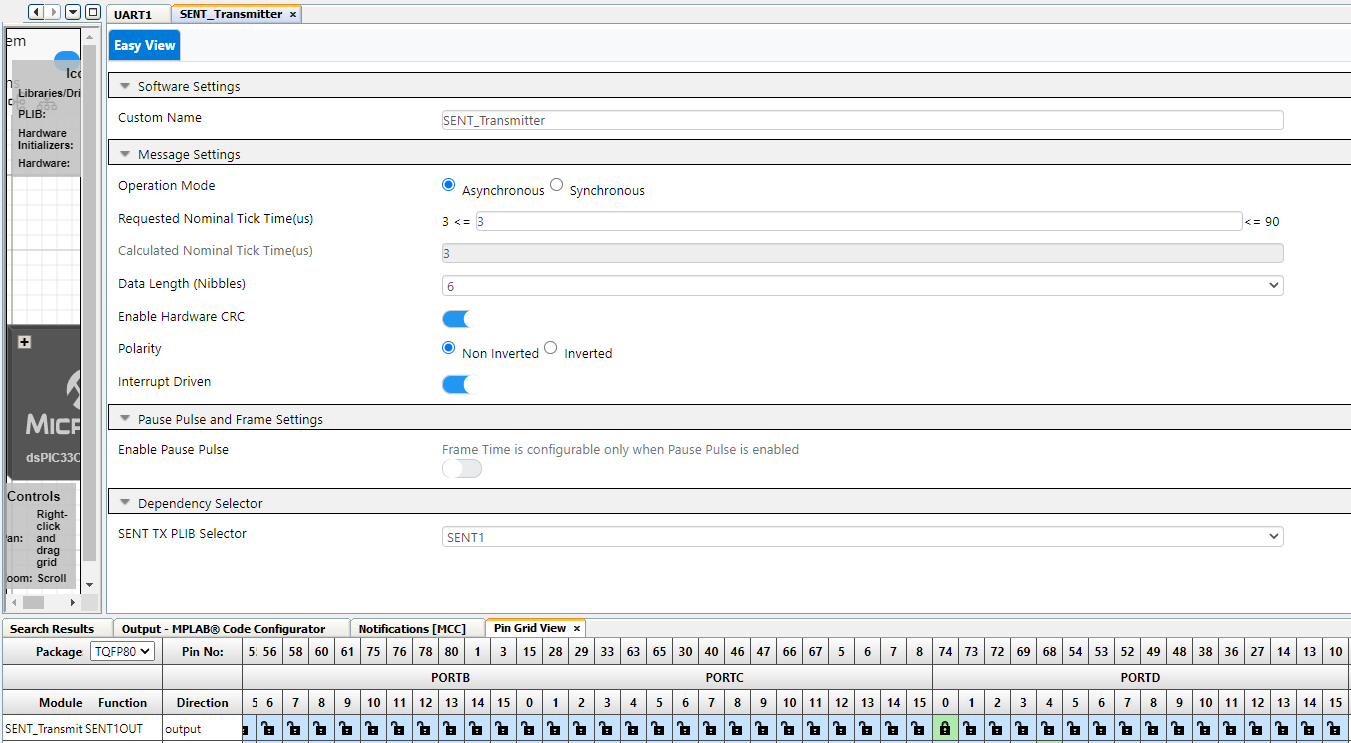 UART1
SENT_Transmitter ×
em
Easy View
Libraries/Dri
PLIB:
Hardware
Initializers:
Hardware:
MICR
dsPIC33C
Controls
Right-
click
and
drag
grid
an:
oom: Scroll
Software Settings
Custom Name
SENT_Transmitter
Message Settings
Operation Mode
Asynchronous Synchronous
Requested Nominal Tick Time(us)
3 <= 3 <= 90
Calculated Nominal Tick Time(us)
3
Data Length (Nibbles)
6
Enable Hardware CRC
Polarity
Non Inverted Inverted
Interrupt Driven
Pause Pulse and Frame Settings
Enable Pause Pulse
Frame Time is configurable only when Pause Pulse is enabled
Dependency Selector
SENT TX PLIB Selector
SENT1
Search Results Output - MPLAB® Code Configurator Notifications [MCC] Pin Grid View ×
Package TQFP80 Pin No: 56 58 60 61 75 76 78 80 1 3 15 28 29 33 63 65 30 40 46 47 66 67 5 6 7 8 74 73 72 69 68 54 53 52 49 48 38 36 27 14 13 10
PORTB PORTC PORTD
Module Function Direction 5 6 7 8 9 10 11 12 13 14 15 0 1 2 3 4 5 6 7 8 9 10 11 12 13 14 15 0 1 2 3 4 5 6 7 8 9 10 11 12 13 14 15
SENT_Transmit SENT1OUT output